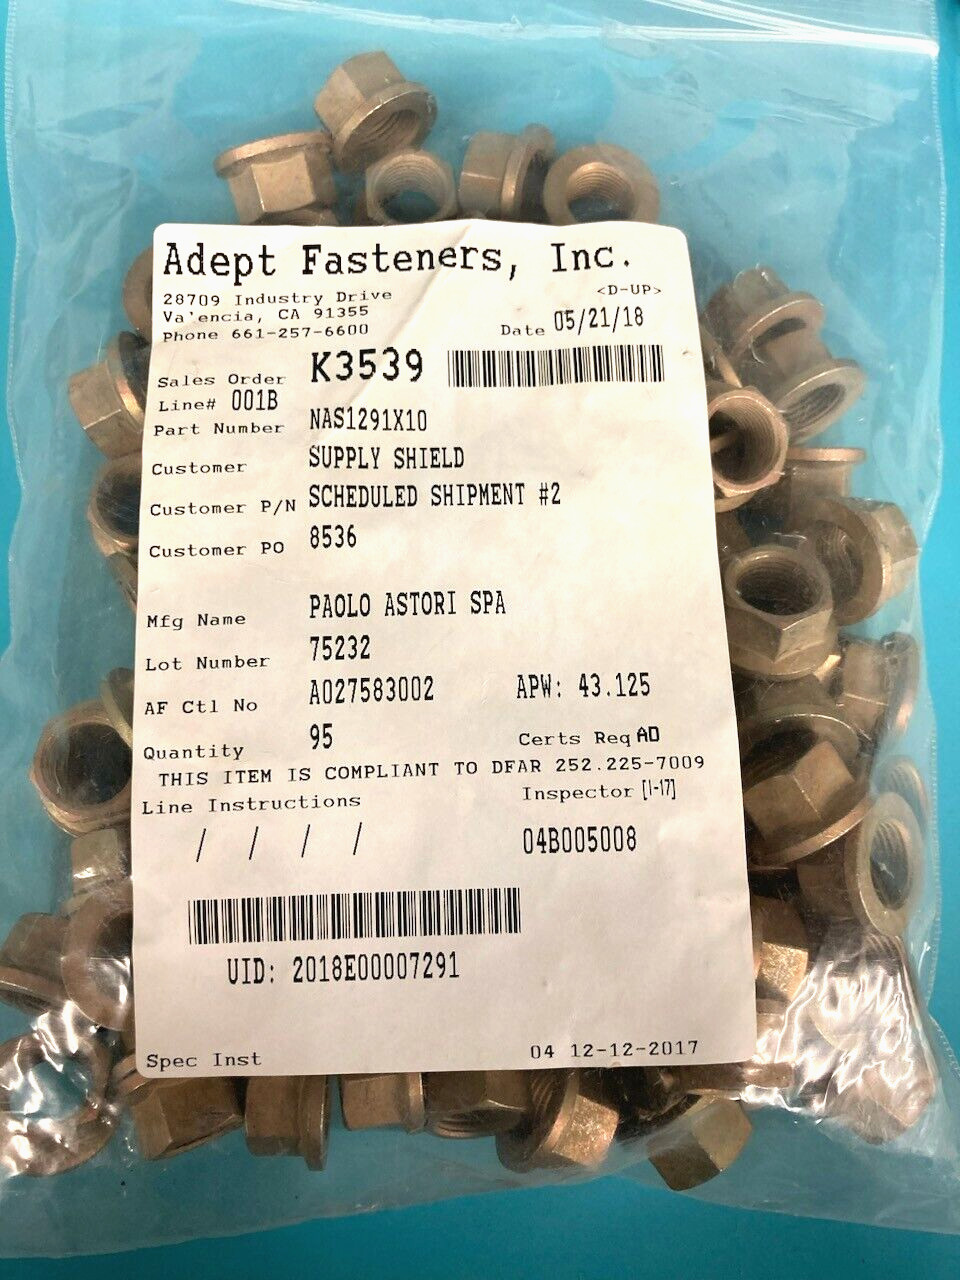 Adept Fasteners, Inc.
28709 Industry Drive
<D-UP>
Va'encia, CA 91355
Phone 661-257-6600
Date 05/21/18
Sales Order K3539
Line# 001B
Part Number NAS1291X10
Customer SUPPLY SHIELD
Customer P/N SCHEDULED SHIPMENT #2
Customer PO 8536
Mfg Name PAOLO ASTORI SPA
Lot Number 75232
AF Ctl No A027583002 APW: 43.125
Quantity 95 Certs Req AD
THIS ITEM IS COMPLIANT TO DFAR 252.225-7009
Line Instructions Inspector [I-17]
/ / / / 04B005008
UID: 2018E00007291
Spec Inst 04 12-12-2017